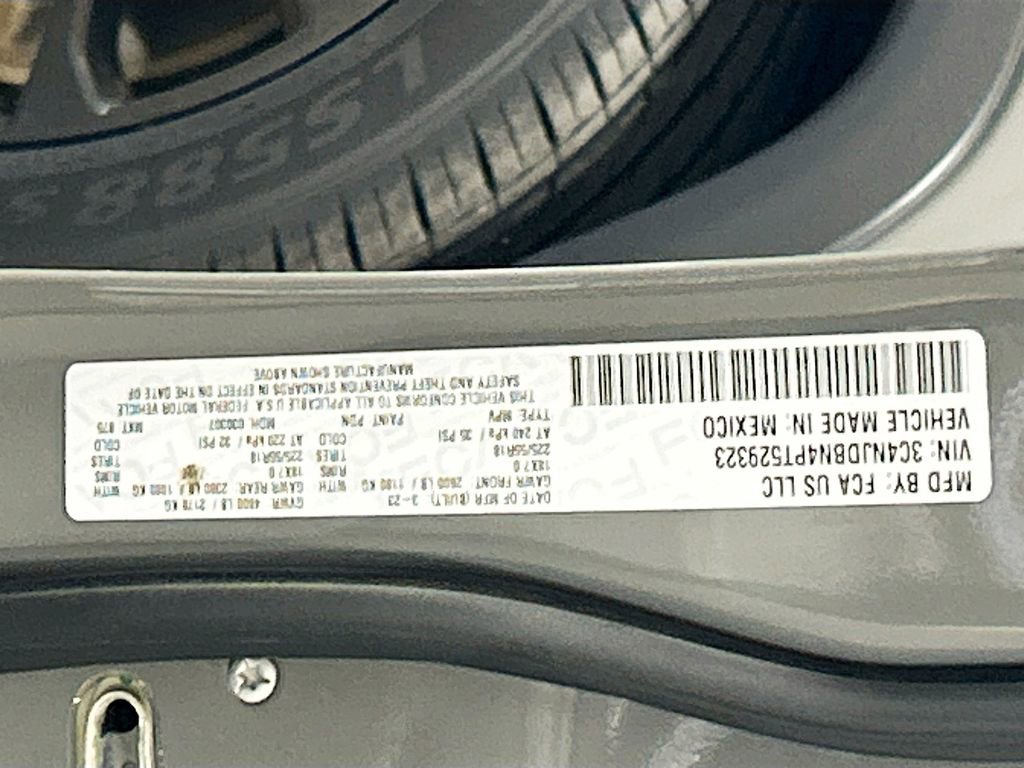 MFD BY: FCA US LLC
VIN: 3C4NJDBN4PT529323
VEHICLE MADE IN: MEXICO
DATE OF MFR (BUILT) 3-23 GVWR 4800 LB / 2178 KG
GAWR FRONT 2600 LB / 1180 KG WITH GAWR REAR 2380 LB / 1080 KG WITH
18X7.0 RIMS 18X7.0 RIMS
225/55R18 TIRES 225/55R18 TIRES
AT 240 kPa / 35 PSI COLD AT 220 kPa / 32 PSI COLD
TYPE: MPV PAINT: PDN MDH: 030307 MKT: 975
THIS VEHICLE CONFORMS TO ALL APPLICABLE U.S.A. FEDERAL MOTOR VEHICLE
SAFETY AND THEFT PREVENTION STANDARDS IN EFFECT ON THE DATE OF
MANUFACTURE SHOWN ABOVE
LS588